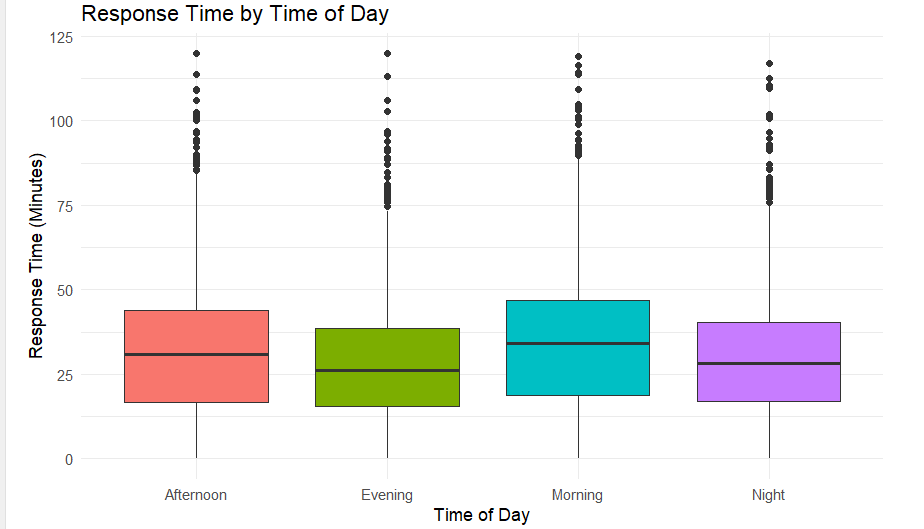 Response Time by Time of Day
125
100
75
50
25
0
Response Time (Minutes)
Afternoon Evening Morning Night
Time of Day